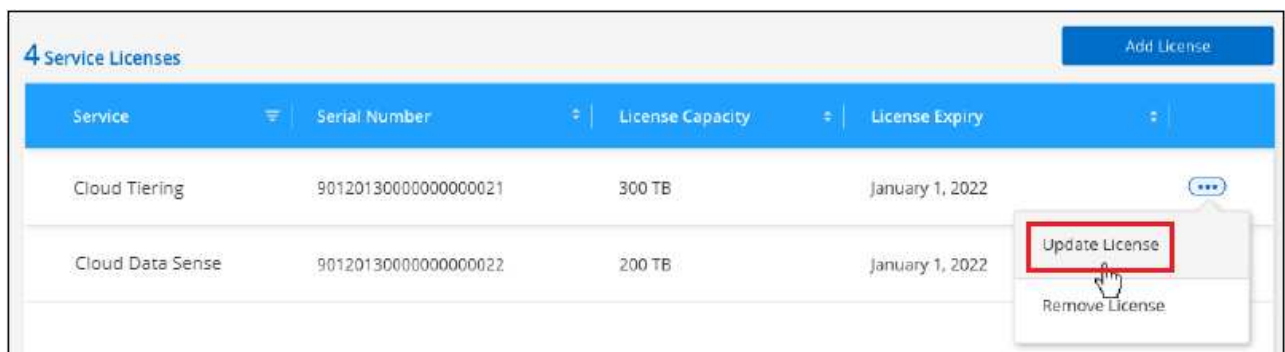 4 Service Licenses
Add License
Service Serial Number License Capacity License Expiry
Cloud Tiering 90120130000000000021 300 TB January 1, 2022
Update License
Cloud Data Sense 90120130000000000022 200 TB January 1, 2022
Remove License